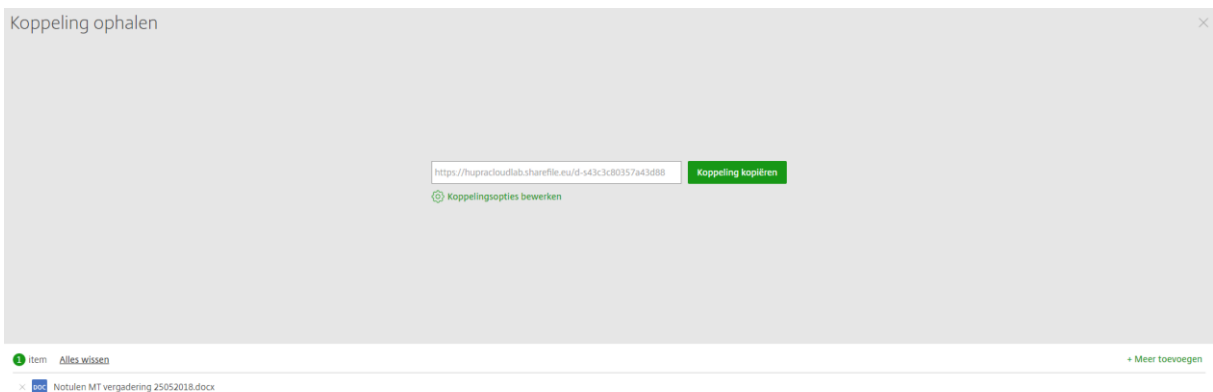 Koppeling ophalen
https://hupracloudlab.sharefile.eu/d-s43c3c80357a43d88
Koppeling kopiëren
Koppelingsopties bewerken
1 item Alles wissen
+ Meer toevoegen
DOC Notulen MT vergadering 25052018.docx